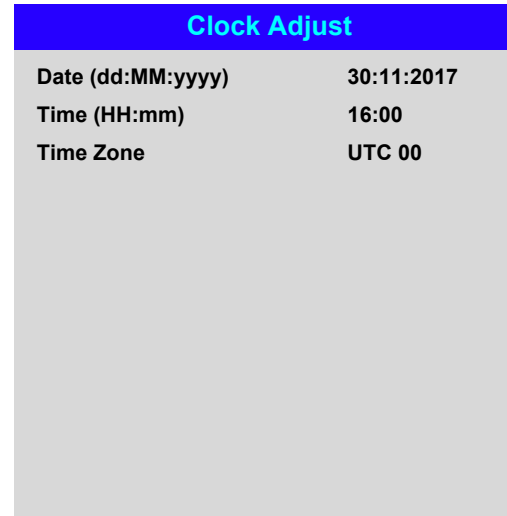 Clock Adjust
Date (dd:MM:yyyy) 30:11:2017
Time (HH:mm) 16:00
Time Zone UTC 00